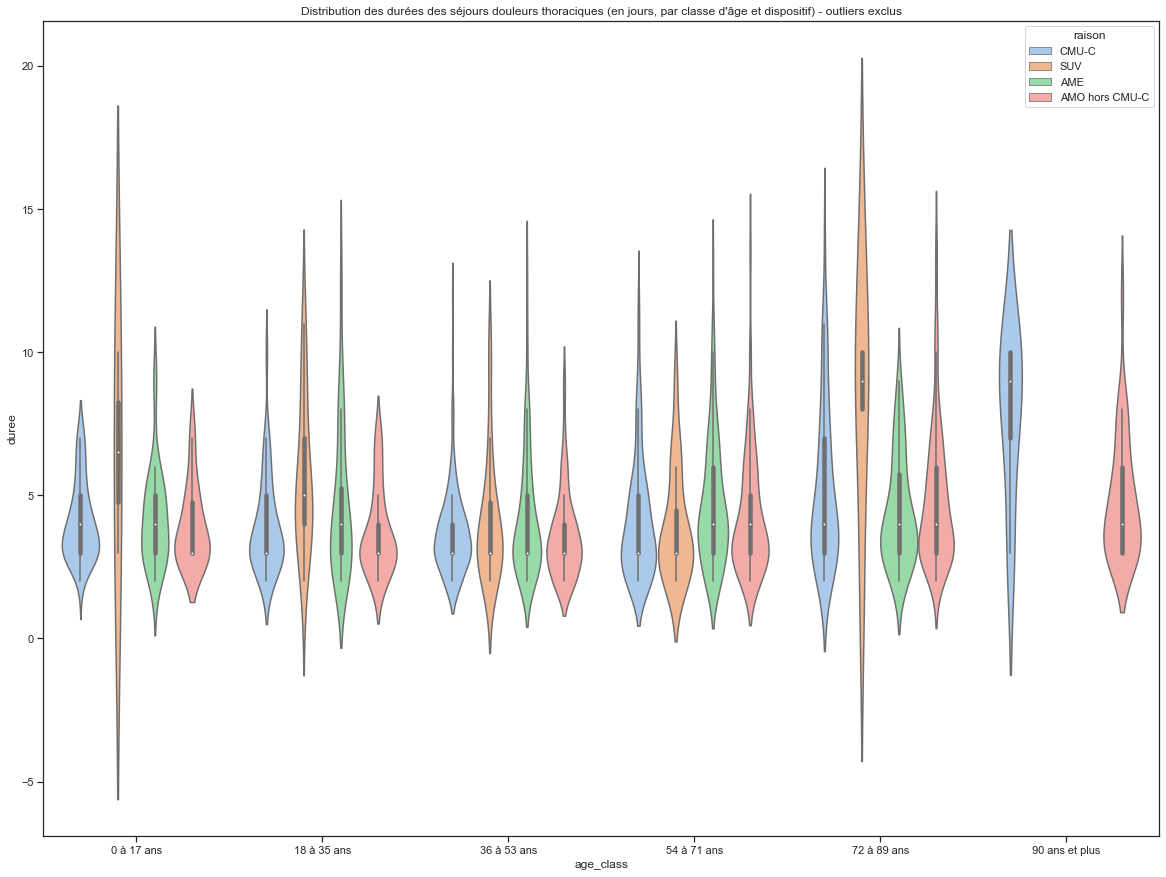 Distribution des durées des séjours douleurs thoraciques (en jours, par classe d'âge et dispositif) - outliers exclus
raison
CMU-C
SUV
AME
AMO hors CMU-C
20
15
10
5
0
−5
duree
0 à 17 ans
18 à 35 ans
36 à 53 ans
54 à 71 ans
72 à 89 ans
90 ans et plus
age_class